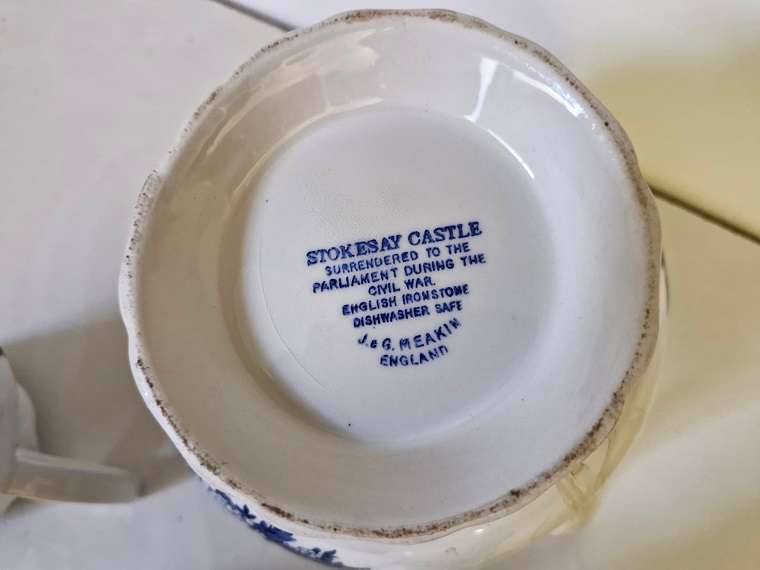 STOKESAY CASTLE
SURRENDERED TO THE
PARLIAMENT DURING THE
CIVIL WAR.
ENGLISH IRONSTONE
DISHWASHER SAFE
J. & G. MEAKIN
ENGLAND